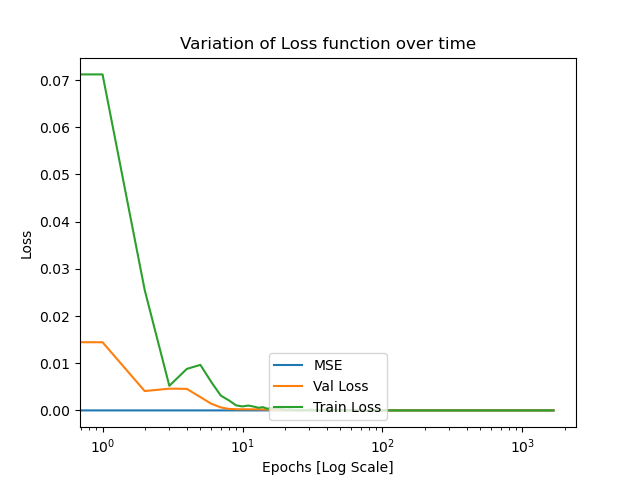 Variation of Loss function over time
0.07
0.06
0.05
0.04
0.03
0.02
0.01
0.00
Loss
MSE
Val Loss
Train Loss
10⁰
10¹
10²
10³
Epochs [Log Scale]